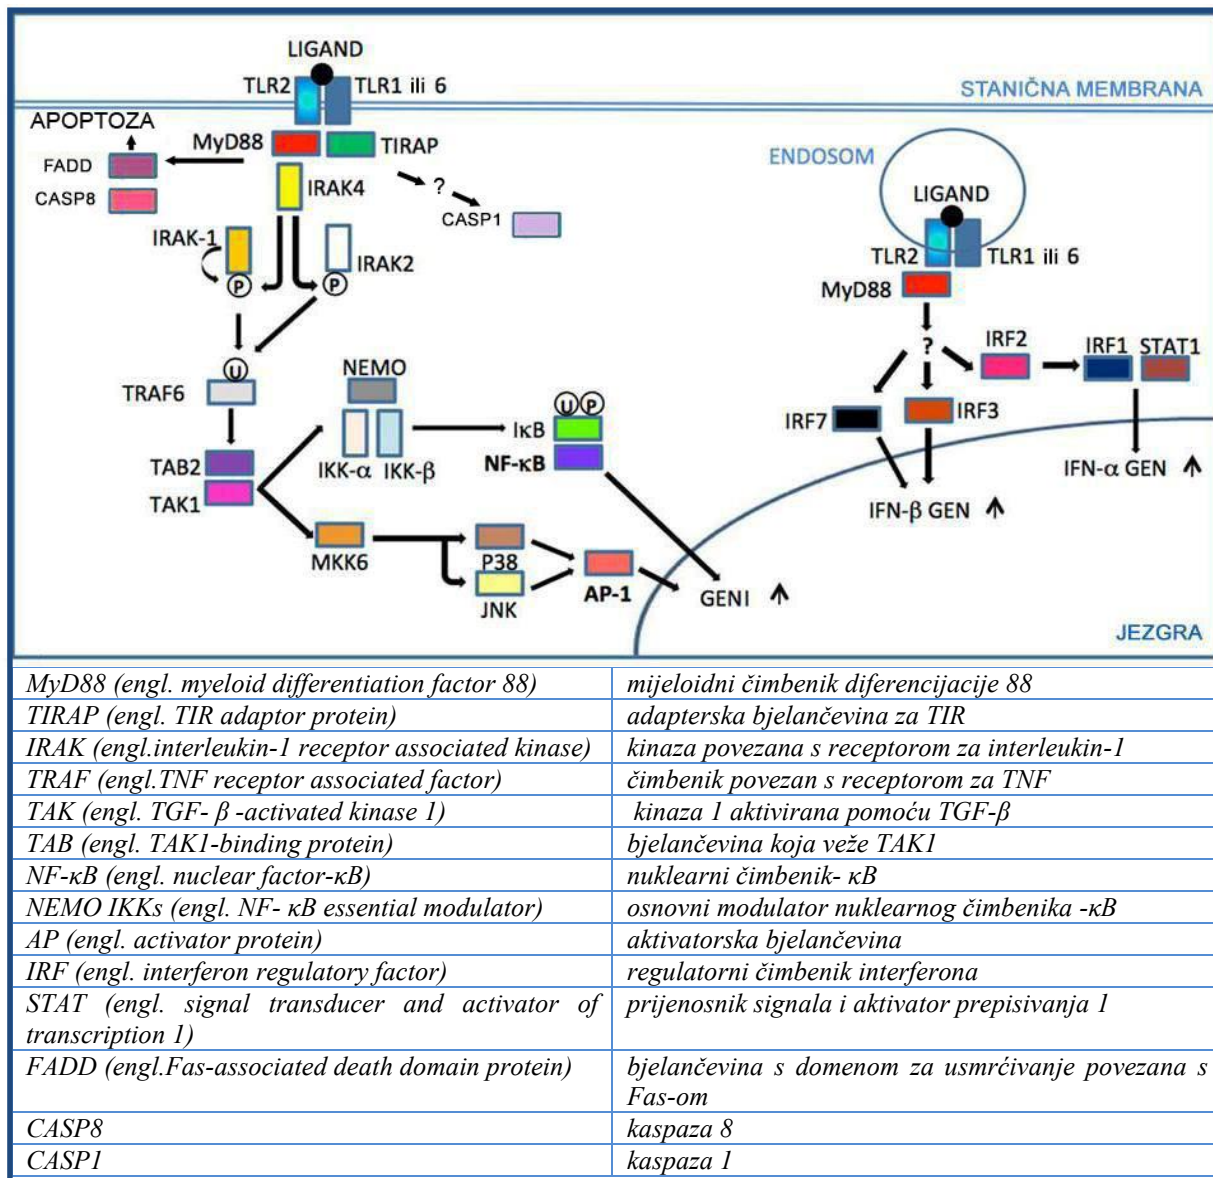 LIGAND
TLR2 TLR1 ili 6
STANIČNA MEMBRANA
APOPTOZA
MyD88 TIRAP
FADD
CASP8
IRAK4
?
CASP1
IRAK-1
IRAK2
P P
U
TRAF6
NEMO
IKK-α IKK-β
TAB2
TAK1
U P
IκB
NF-κB
MKK6
P38
JNK
AP-1
GENI
ENDOSOM
LIGAND
TLR2 TLR1 ili 6
MyD88
?
IRF2
IRF1 STAT1
IRF7
IRF3
IFN-β GEN
IFN-α GEN
JEZGRA
MyD88 (engl. myeloid differentiation factor 88) mijeloidni čimbenik diferencijacije 88
TIRAP (engl. TIR adaptor protein) adapterska bjelančevina za TIR
IRAK (engl.interleukin-1 receptor associated kinase) kinaza povezana s receptorom za interleukin-1
TRAF (engl.TNF receptor associated factor) čimbenik povezan s receptorom za TNF
TAK (engl. TGF- β -activated kinase 1) kinaza 1 aktivirana pomoću TGF-β
TAB (engl. TAK1-binding protein) bjelančevina koja veže TAK1
NF-κB (engl. nuclear factor-κB) nuklearni čimbenik- κB
NEMO IKKs (engl. NF- κB essential modulator) osnovni modulator nuklearnog čimbenika -κB
AP (engl. activator protein) aktivatorska bjelančevina
IRF (engl. interferon regulatory factor) regulatorni čimbenik interferona
STAT (engl. signal transducer and activator of prijenosnik signala i aktivator prepisivanja 1
transcription 1)
FADD (engl.Fas-associated death domain protein) bjelančevina s domenom za usmrćivanje povezana s
Fas-om
CASP8 kaspaza 8
CASP1 kaspaza 1